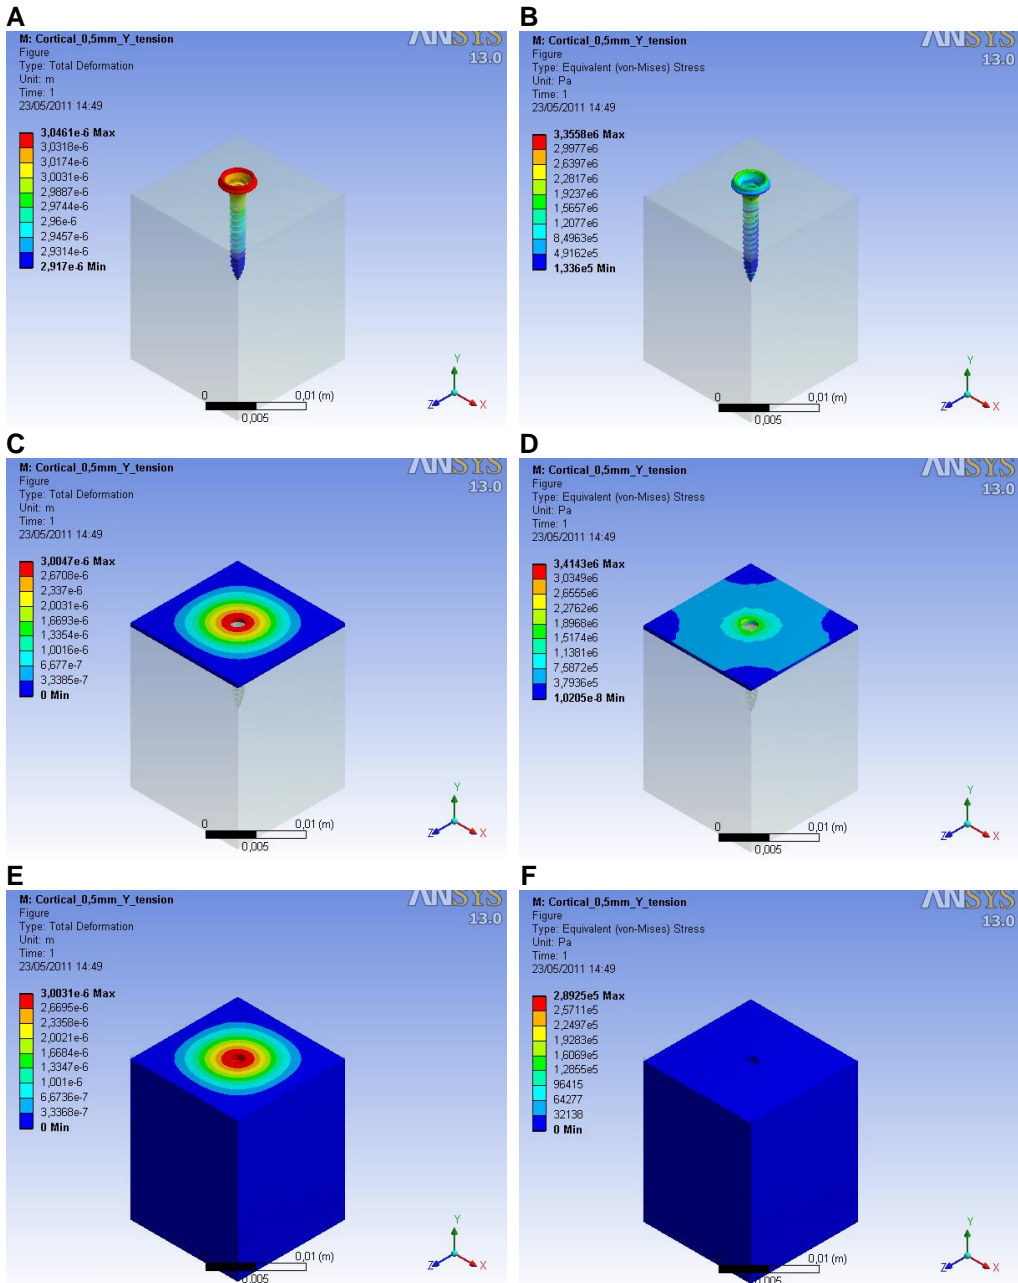 A
M: Cortical_0,5mm_Y_tension
Figure
Type: Total Deformation
Unit: m
Time: 1
23/05/2011 14:49
ANSYS
13.0
3,0461e-6 Max
3,0318e-6
3,0174e-6
3,0031e-6
2,9887e-6
2,9744e-6
2,96e-6
2,9457e-6
2,9314e-6
2,917e-6 Min
0
0,01 (m)
0,005
Y
Z
X
B
M: Cortical_0,5mm_Y_tension
Figure
Type: Equivalent (von-Mises) Stress
Unit: Pa
Time: 1
23/05/2011 14:49
ANSYS
13.0
3,3558e6 Max
2,9977e6
2,6397e6
2,2817e6
1,9237e6
1,5657e6
1,2077e6
8,4963e5
4,9162e5
1,336e5 Min
0
0,01 (m)
0,005
Y
Z
X
C
M: Cortical_0,5mm_Y_tension
Figure
Type: Total Deformation
Unit: m
Time: 1
23/05/2011 14:49
ANSYS
13.0
3,0047e-6 Max
2,6708e-6
2,337e-6
2,0031e-6
1,6693e-6
1,3354e-6
1,0016e-6
6,677e-7
3,3385e-7
0 Min
0
0,01 (m)
0,005
Y
Z
X
D
M: Cortical_0,5mm_Y_tension
Figure
Type: Equivalent (von-Mises) Stress
Unit: Pa
Time: 1
23/05/2011 14:49
ANSYS
13.0
3,4143e6 Max
3,0349e6
2,6555e6
2,2762e6
1,8968e6
1,5174e6
1,1381e6
7,5872e5
3,7936e5
1,0205e-8 Min
0
0,01 (m)
0,005
Y
Z
X
E
M: Cortical_0,5mm_Y_tension
Figure
Type: Total Deformation
Unit: m
Time: 1
23/05/2011 14:49
ANSYS
13.0
3,0031e-6 Max
2,6695e-6
2,3358e-6
2,0021e-6
1,6684e-6
1,3347e-6
1,001e-6
6,6736e-7
3,3368e-7
0 Min
0
0,01 (m)
0,005
Y
Z
X
F
M: Cortical_0,5mm_Y_tension
Figure
Type: Equivalent (von-Mises) Stress
Unit: Pa
Time: 1
23/05/2011 14:49
ANSYS
13.0
2,8925e5 Max
2,5711e5
2,2497e5
1,9283e5
1,6069e5
1,2855e5
96415
64277
32138
0 Min
0
0,01 (m)
0,005
Y
Z
X